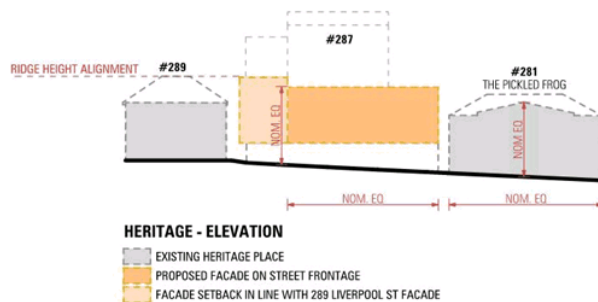 #287
RIDGE HEIGHT ALIGNMENT
#289
#281
THE PICKLED FROG
NOM. EQ
NOM. EQ
NOM. EQ
NOM. EQ
HERITAGE - ELEVATION
EXISTING HERITAGE PLACE
PROPOSED FACADE ON STREET FRONTAGE
FACADE SETBACK IN LINE WITH 289 LIVERPOOL ST FACADE